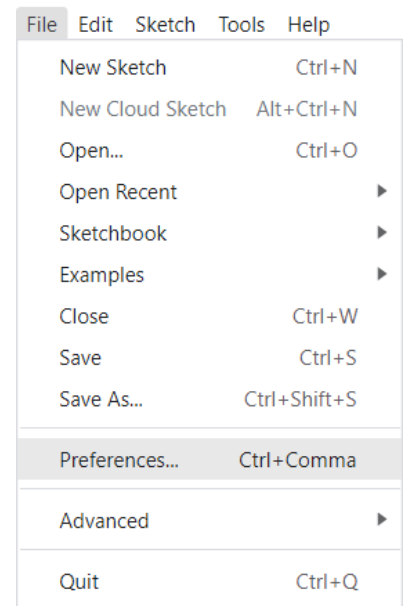 File Edit Sketch Tools Help
New Sketch Ctrl+N
New Cloud Sketch Alt+Ctrl+N
Open... Ctrl+O
Open Recent
Sketchbook
Examples
Close Ctrl+W
Save Ctrl+S
Save As... Ctrl+Shift+S
Preferences... Ctrl+Comma
Advanced
Quit Ctrl+Q